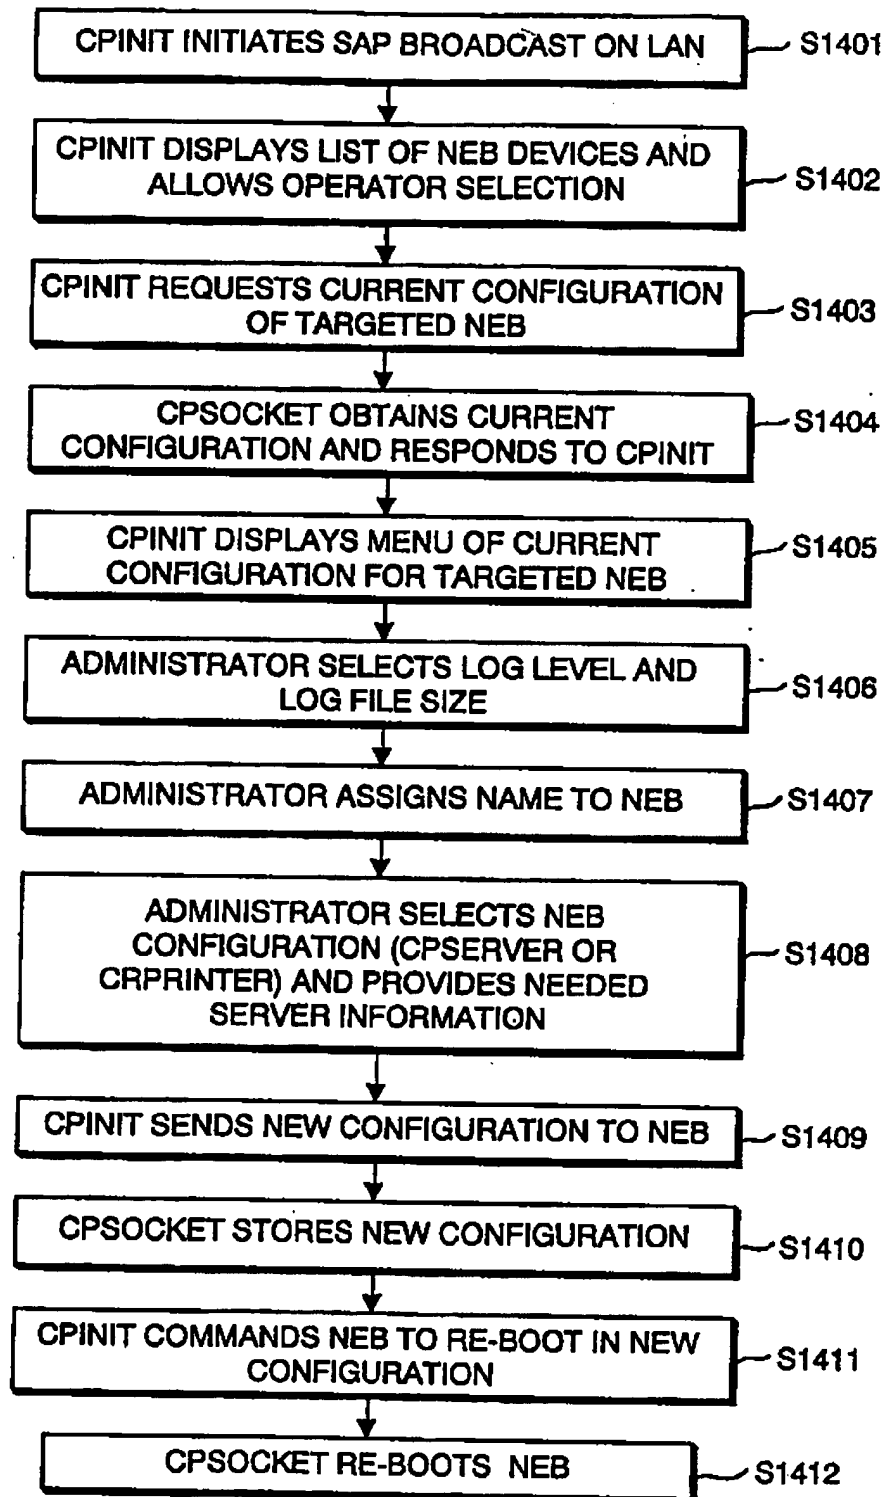 CPINIT INITIATES SAP BROADCAST ON LAN
S1401
CPINIT DISPLAYS LIST OF NEB DEVICES AND
ALLOWS OPERATOR SELECTION
S1402
CPINIT REQUESTS CURRENT CONFIGURATION
OF TARGETED NEB
S1403
CPSOCKET OBTAINS CURRENT
CONFIGURATION AND RESPONDS TO CPINIT
S1404
CPINIT DISPLAYS MENU OF CURRENT
CONFIGURATION FOR TARGETED NEB
S1405
ADMINISTRATOR SELECTS LOG LEVEL AND
LOG FILE SIZE
S1406
ADMINISTRATOR ASSIGNS NAME TO NEB
S1407
ADMINISTRATOR SELECTS NEB
CONFIGURATION (CPSERVER OR
CRPRINTER) AND PROVIDES NEEDED
SERVER INFORMATION
S1408
CPINIT SENDS NEW CONFIGURATION TO NEB
S1409
CPSOCKET STORES NEW CONFIGURATION
S1410
CPINIT COMMANDS NEB TO RE-BOOT IN NEW
CONFIGURATION
S1411
CPSOCKET RE-BOOTS NEB
S1412